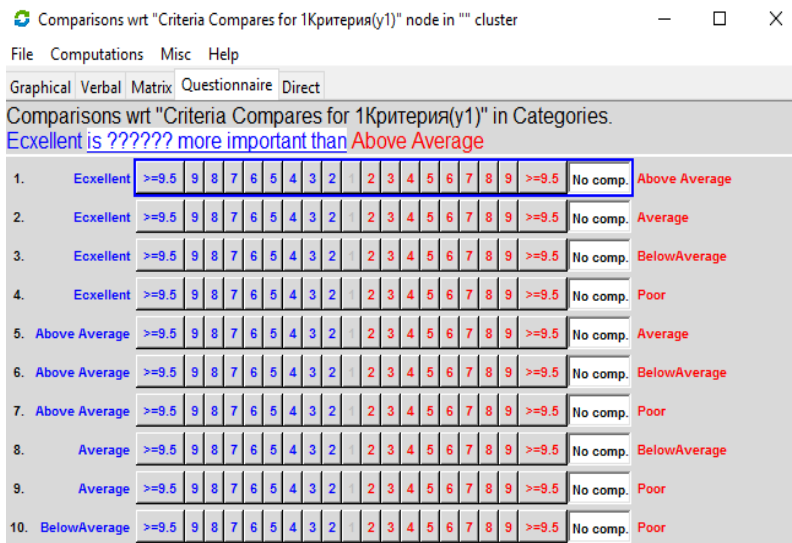 Comparisons wrt "Criteria Compares for 1Критерия(y1)" node in "" cluster
File Computations Misc Help
Graphical Verbal Matrix Questionnaire Direct
Comparisons wrt "Criteria Compares for 1Критерия(y1)" in Categories.
Ecxellent is ?????? more important than Above Average
1. Ecxellent >=9.5 9 8 7 6 5 4 3 2 1 2 3 4 5 6 7 8 9 >=9.5 No comp. Above Average
2. Ecxellent >=9.5 9 8 7 6 5 4 3 2 1 2 3 4 5 6 7 8 9 >=9.5 No comp. Average
3. Ecxellent >=9.5 9 8 7 6 5 4 3 2 1 2 3 4 5 6 7 8 9 >=9.5 No comp. BelowAverage
4. Ecxellent >=9.5 9 8 7 6 5 4 3 2 1 2 3 4 5 6 7 8 9 >=9.5 No comp. Poor
5. Above Average >=9.5 9 8 7 6 5 4 3 2 1 2 3 4 5 6 7 8 9 >=9.5 No comp. Average
6. Above Average >=9.5 9 8 7 6 5 4 3 2 1 2 3 4 5 6 7 8 9 >=9.5 No comp. BelowAverage
7. Above Average >=9.5 9 8 7 6 5 4 3 2 1 2 3 4 5 6 7 8 9 >=9.5 No comp. Poor
8. Average >=9.5 9 8 7 6 5 4 3 2 1 2 3 4 5 6 7 8 9 >=9.5 No comp. BelowAverage
9. Average >=9.5 9 8 7 6 5 4 3 2 1 2 3 4 5 6 7 8 9 >=9.5 No comp. Poor
10. BelowAverage >=9.5 9 8 7 6 5 4 3 2 1 2 3 4 5 6 7 8 9 >=9.5 No comp. Poor